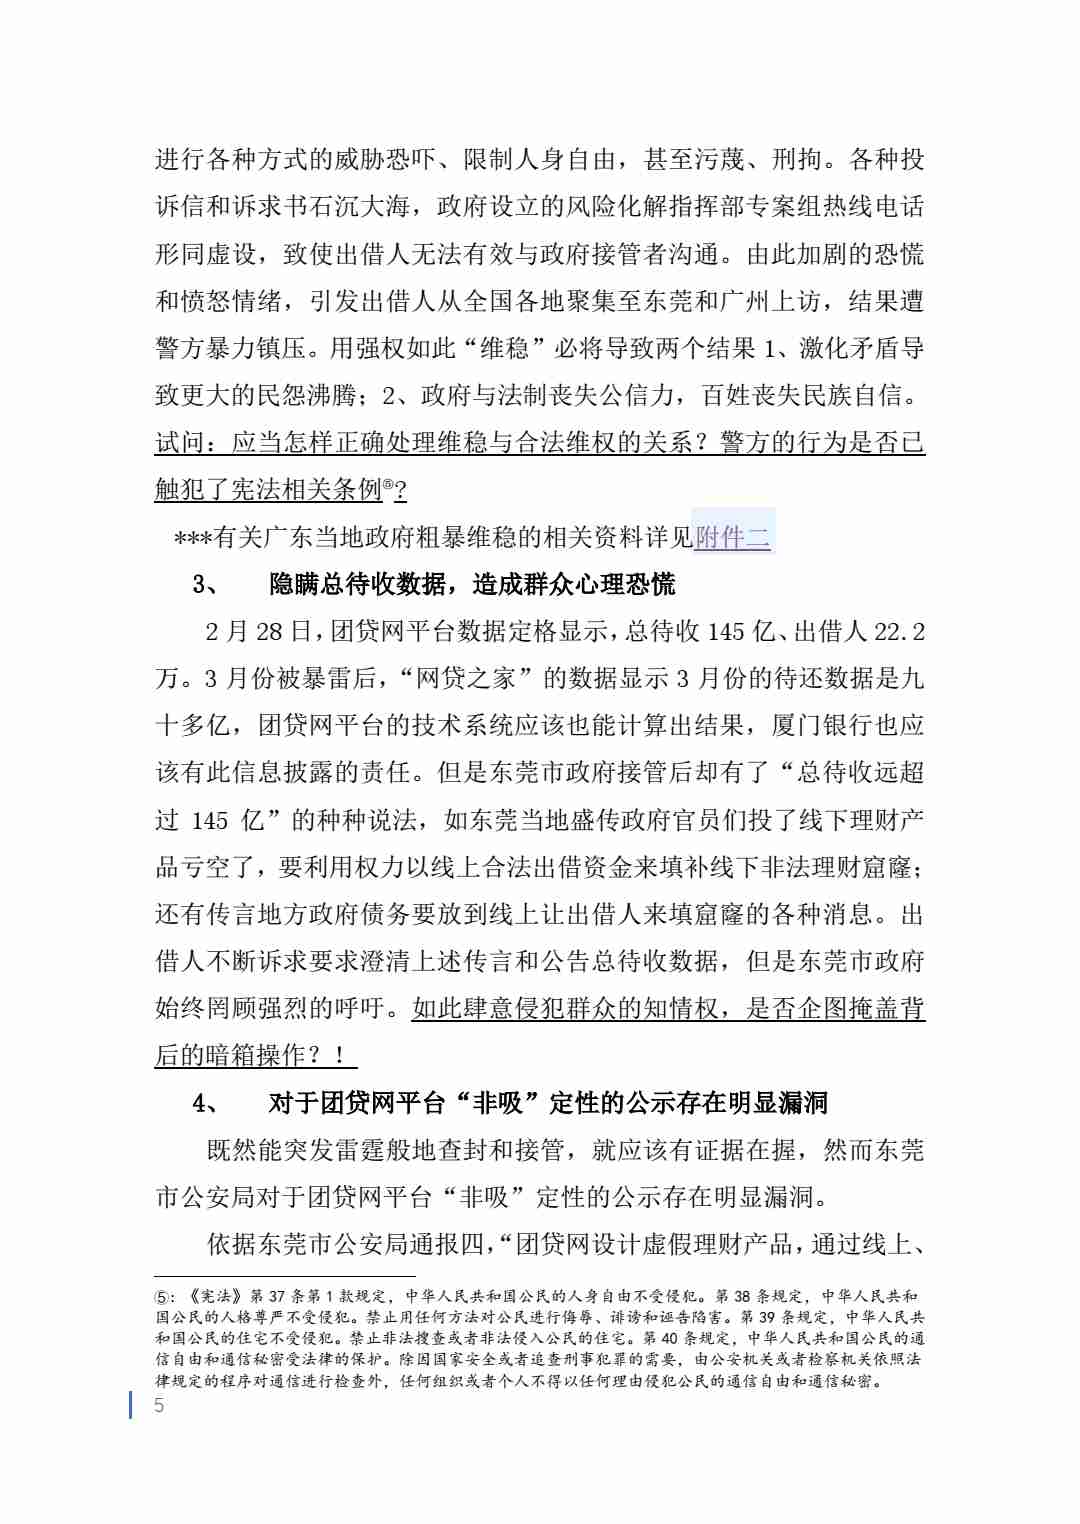 进行各种方式的威胁恐吓、限制人身自由，甚至污蔑、刑拘。各种投
诉信和诉求书石沉大海，政府设立的风险化解指挥部专案组热线电话
形同虚设，致使出借人无法有效与政府接管者沟通。由此加剧的恐慌
和愤怒情绪，引发出借人从全国各地聚集至东莞和广州上访，结果遭
警方暴力镇压。用强权如此“维稳”必将导致两个结果 1、激化矛盾导
致更大的民怨沸腾；2、政府与法制丧失公信力，百姓丧失民族自信。
试问：应当怎样正确处理维稳与合法维权的关系？警方的行为是否已
触犯了宪法相关条例⑤?
***有关广东当地政府粗暴维稳的相关资料详见附件二
3、 隐瞒总待收数据，造成群众心理恐慌
2 月 28 日，团贷网平台数据定格显示，总待收 145 亿、出借人 22.2
万。3 月份被暴雷后，“网贷之家”的数据显示 3 月份的待还数据是九
十多亿，团贷网平台的技术系统应该也能计算出结果，厦门银行也应
该有此信息披露的责任。但是东莞市政府接管后却有了“总待收远超
过 145 亿”的种种说法，如东莞当地盛传政府官员们投了线下理财产
品亏空了，要利用权力以线上合法出借资金来填补线下非法理财窟窿；
还有传言地方政府债务要放到线上让出借人来填窟窿的各种消息。出
借人不断诉求要求澄清上述传言和公告总待收数据，但是东莞市政府
始终罔顾强烈的呼吁。如此肆意侵犯群众的知情权，是否企图掩盖背
后的暗箱操作？！
4、 对于团贷网平台“非吸”定性的公示存在明显漏洞
既然能突发雷霆般地查封和接管，就应该有证据在握，然而东莞
市公安局对于团贷网平台“非吸”定性的公示存在明显漏洞。
依据东莞市公安局通报四，“团贷网设计虚假理财产品，通过线上、
⑤：《宪法》第 37 条第 1 款规定，中华人民共和国公民的人身自由不受侵犯。第 38 条规定，中华人民共和
国公民的人格尊严不受侵犯。禁止用任何方法对公民进行侮辱、诽谤和诬告陷害。第 39 条规定，中华人民共
和国公民的住宅不受侵犯。禁止非法搜查或者非法侵入公民的住宅。第 40 条规定，中华人民共和国公民的通
信自由和通信秘密受法律的保护。除因国家安全或者追查刑事犯罪的需要，由公安机关或者检察机关依照法
律规定的程序对通信进行检查外，任何组织或者个人不得以任何理由侵犯公民的通信自由和通信秘密。
5